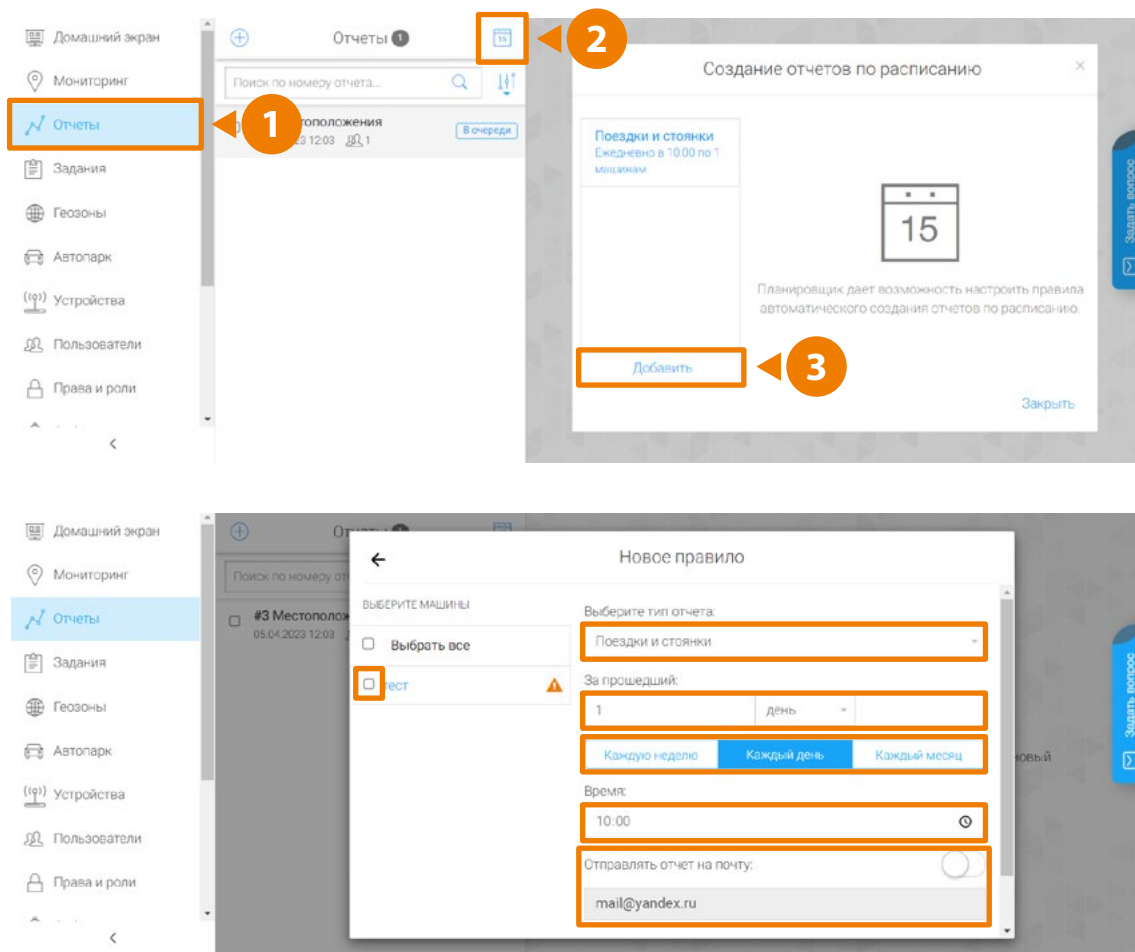 Домашний экран
Мониторинг
Отчеты
Задания
Геозоны
Автопарк
Устройства
Пользователи
Права и роли
1
Отчеты 1
15
2
Поиск по номеру отчета...
тоположения
В очереди
23 12:03 1
Создание отчетов по расписанию
Поездки и стоянки
Ежедневно в 10:00 по 1
машинам
15
Планировщик дает возможность настроить правила
автоматического создания отчетов по расписанию.
Добавить
3
Закрыть
Задать вопрос
Домашний экран
Мониторинг
Отчеты
Задания
Геозоны
Автопарк
Устройства
Пользователи
Права и роли
Поиск по номеру от
#3 Местополож
05.04.2023 12:03
Новое правило
ВЫБЕРИТЕ МАШИНЫ
Выбрать все
тест
Выберите тип отчета:
Поездки и стоянки
За прошедший:
1 день
Каждую неделю Каждый день Каждый месяц
Время:
10:00
Отправлять отчет на почту:
mail@yandex.ru
новый
Задать вопрос